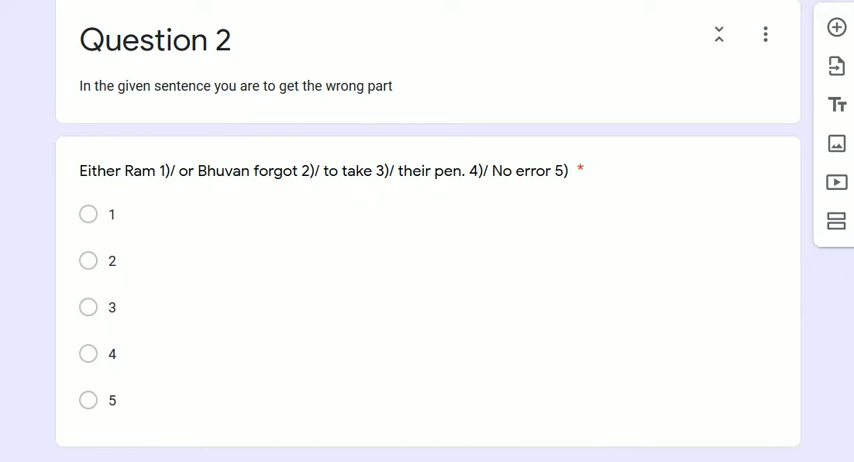 Question 2
In the given sentence you are to get the wrong part
Either Ram 1)/ or Bhuvan forgot 2)/ to take 3)/ their pen. 4)/ No error 5) *
1
2
3
4
5
Tт